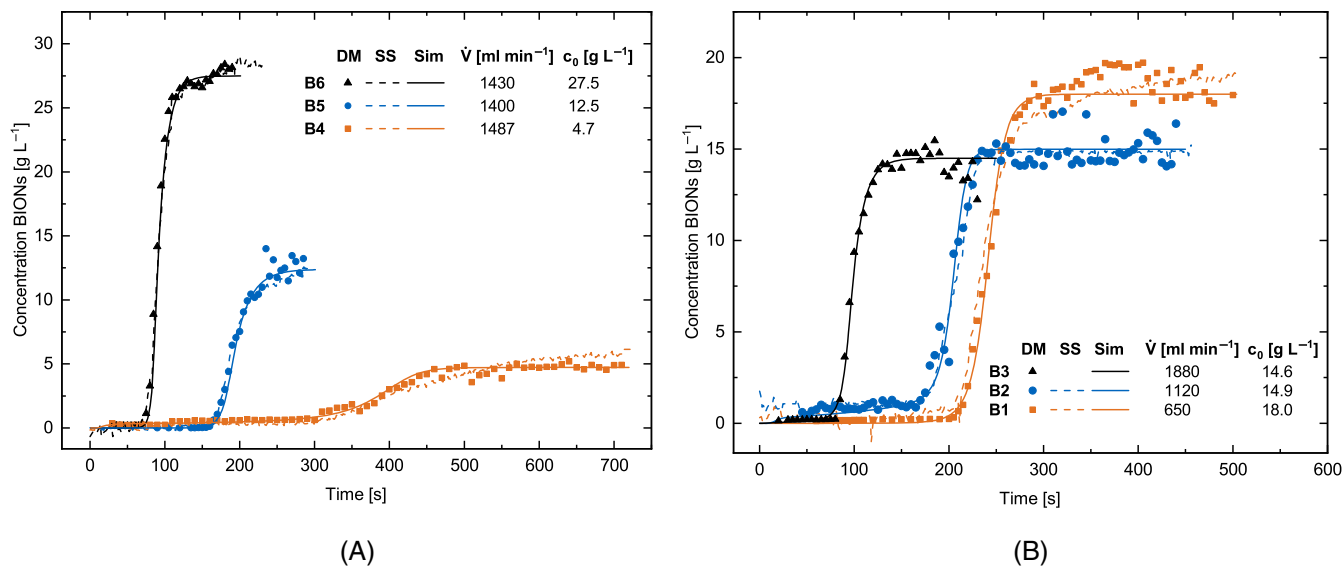 DM SS Sim V̇ [ml min⁻¹] c₀ [g L⁻¹]
B6 1430 27.5
B5 1400 12.5
B4 1487 4.7
Concentration BIONs [g L⁻¹]
30
25
20
15
10
5
0
0 100 200 300 400 500 600 700
Time [s]
(A)
Concentration BIONs [g L⁻¹]
20
15
10
5
0
DM SS Sim V̇ [ml min⁻¹] c₀ [g L⁻¹]
B3 1880 14.6
B2 1120 14.9
B1 650 18.0
0 100 200 300 400 500 600
Time [s]
(B)